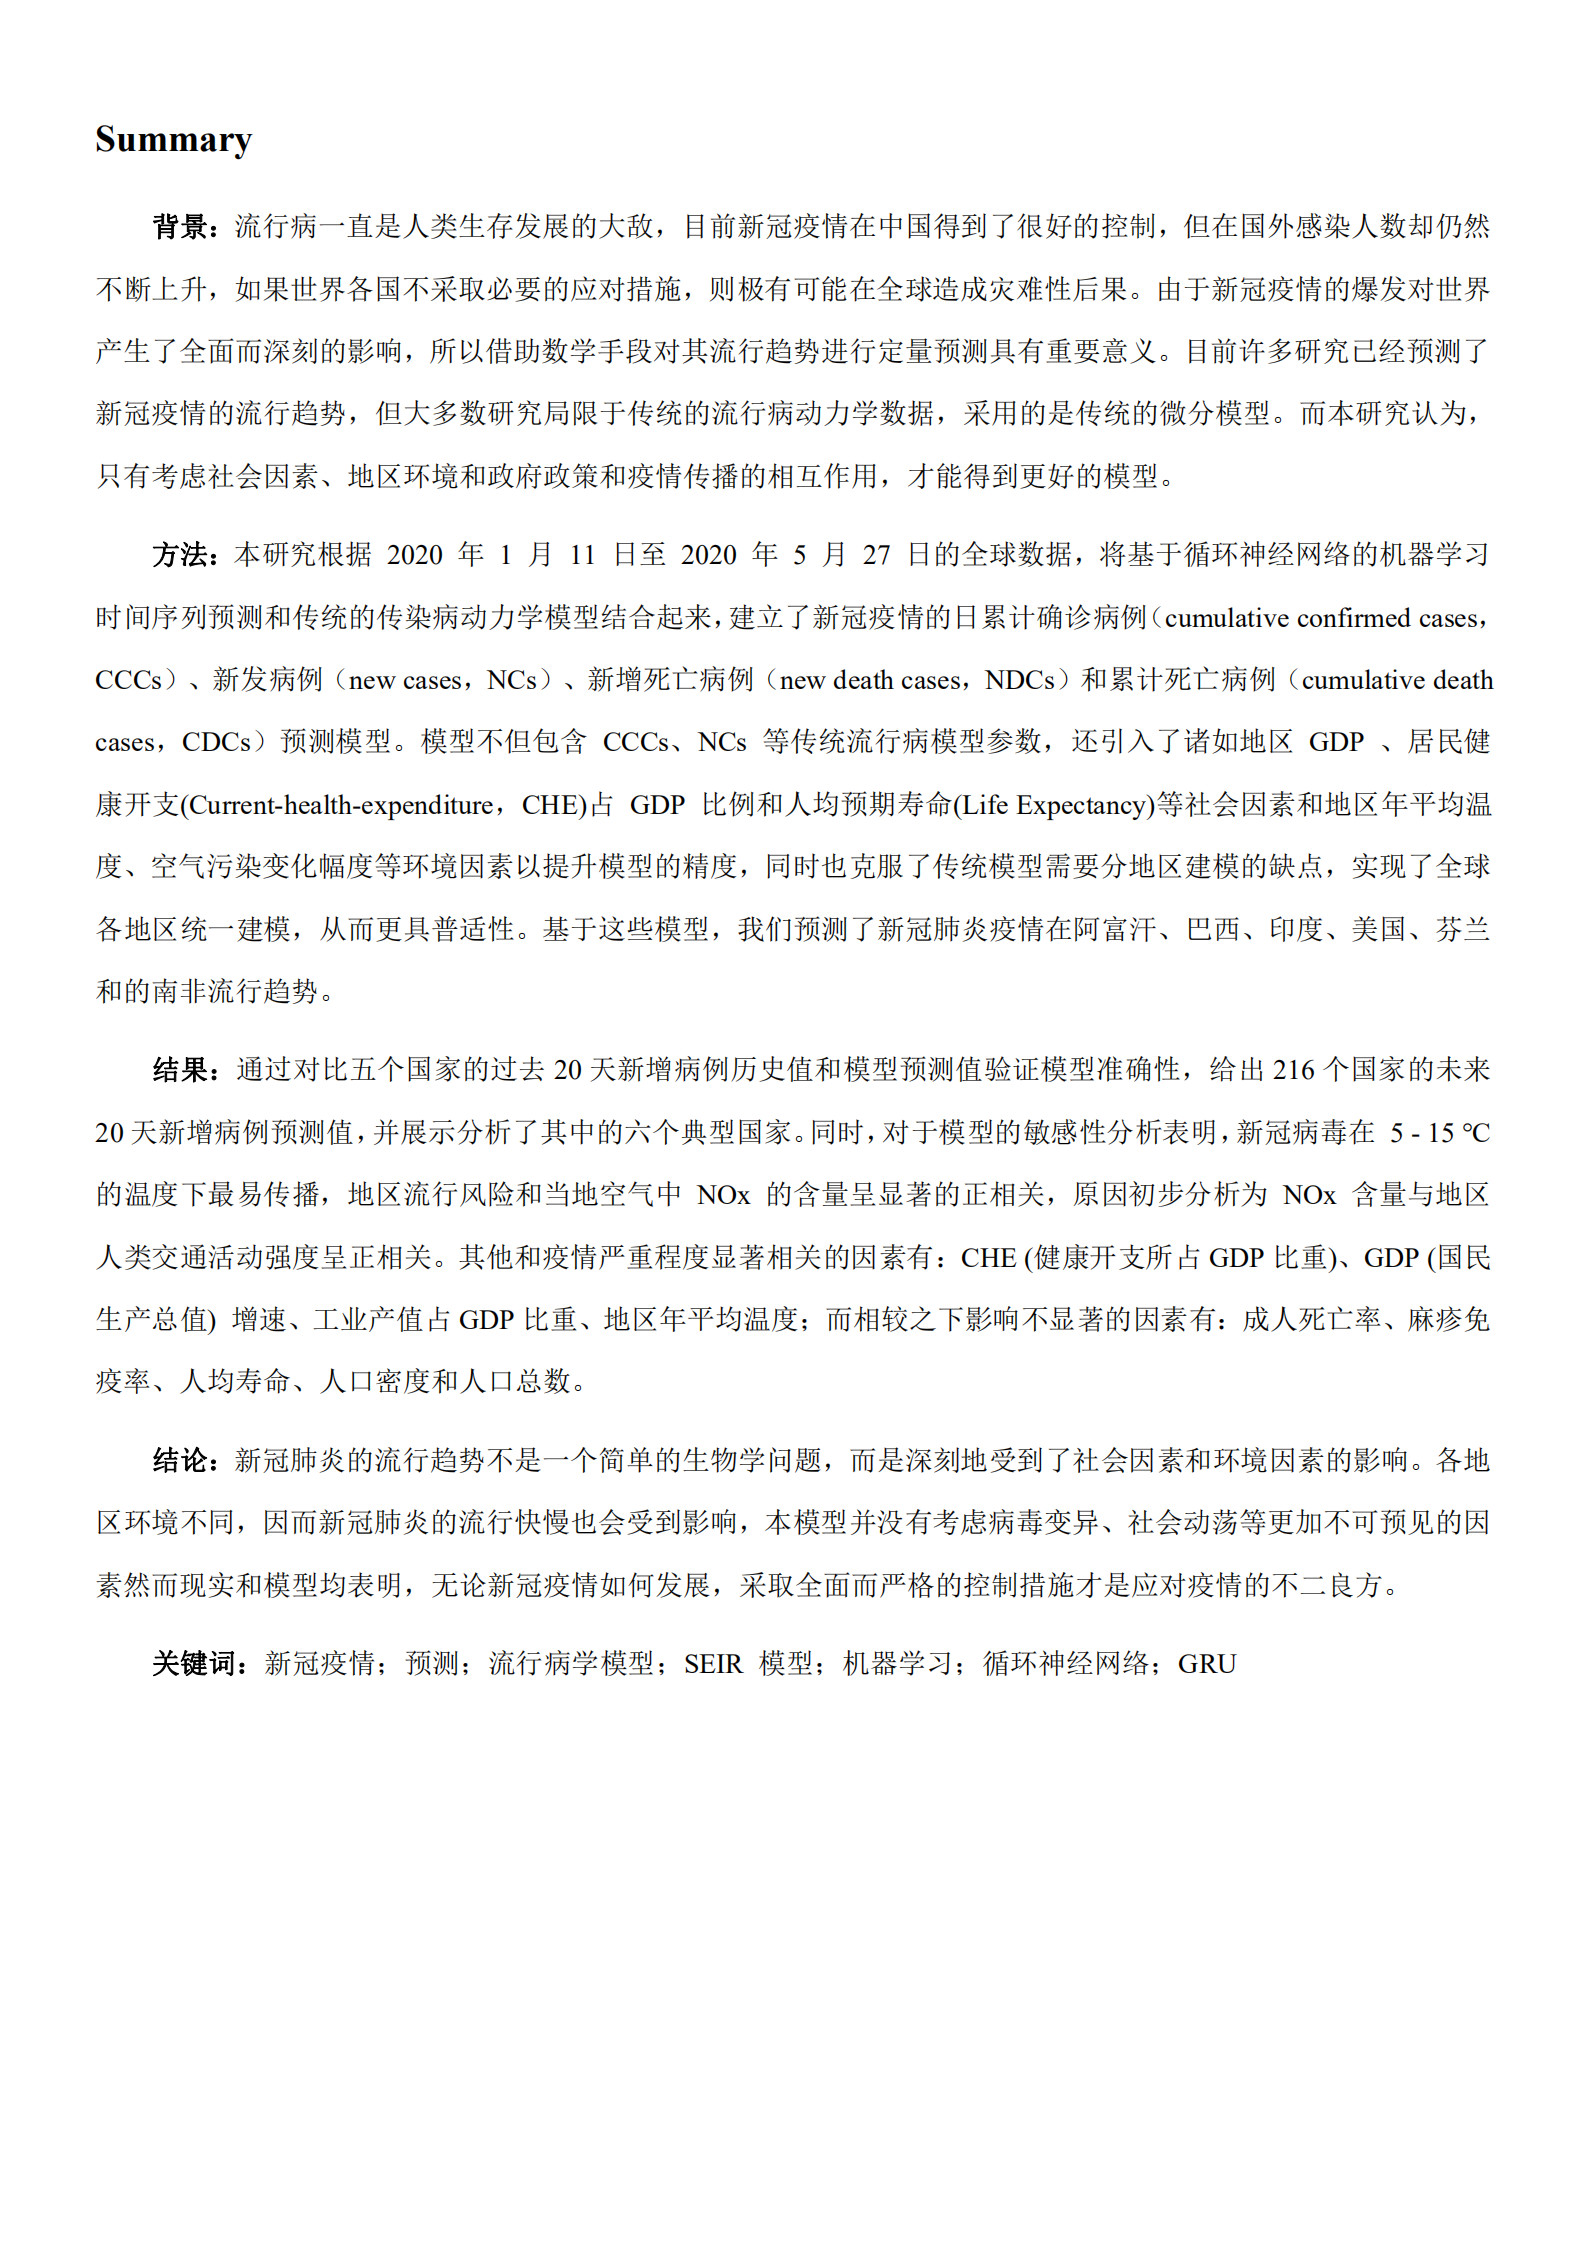 Summary
背景：流行病一直是人类生存发展的大敌，目前新冠疫情在中国得到了很好的控制，但在国外感染人数却仍然
不断上升，如果世界各国不采取必要的应对措施，则极有可能在全球造成灾难性后果。由于新冠疫情的爆发对世界
产生了全面而深刻的影响，所以借助数学手段对其流行趋势进行定量预测具有重要意义。目前许多研究已经预测了
新冠疫情的流行趋势，但大多数研究局限于传统的流行病动力学数据，采用的是传统的微分模型。而本研究认为，
只有考虑社会因素、地区环境和政府政策和疫情传播的相互作用，才能得到更好的模型。
方法：本研究根据 2020 年 1 月 11 日至 2020 年 5 月 27 日的全球数据，将基于循环神经网络的机器学习
时间序列预测和传统的传染病动力学模型结合起来，建立了新冠疫情的日累计确诊病例（cumulative confirmed cases，
CCCs）、新发病例（new cases，NCs）、新增死亡病例（new death cases，NDCs）和累计死亡病例（cumulative death
cases，CDCs）预测模型。模型不但包含 CCCs、NCs 等传统流行病模型参数，还引入了诸如地区 GDP 、居民健
康开支(Current-health-expenditure，CHE)占 GDP 比例和人均预期寿命(Life Expectancy)等社会因素和地区年平均温
度、空气污染变化幅度等环境因素以提升模型的精度，同时也克服了传统模型需要分地区建模的缺点，实现了全球
各地区统一建模，从而更具普适性。基于这些模型，我们预测了新冠肺炎疫情在阿富汗、巴西、印度、美国、芬兰
和的南非流行趋势。
结果：通过对比五个国家的过去 20 天新增病例历史值和模型预测值验证模型准确性，给出 216 个国家的未来
20 天新增病例预测值，并展示分析了其中的六个典型国家。同时，对于模型的敏感性分析表明，新冠病毒在 5 - 15 ℃
的温度下最易传播，地区流行风险和当地空气中 NOx 的含量呈显著的正相关，原因初步分析为 NOx 含量与地区
人类交通活动强度呈正相关。其他和疫情严重程度显著相关的因素有：CHE (健康开支所占 GDP 比重)、GDP (国民
生产总值) 增速、工业产值占 GDP 比重、地区年平均温度；而相较之下影响不显著的因素有：成人死亡率、麻疹免
疫率、人均寿命、人口密度和人口总数。
结论：新冠肺炎的流行趋势不是一个简单的生物学问题，而是深刻地受到了社会因素和环境因素的影响。各地
区环境不同，因而新冠肺炎的流行快慢也会受到影响，本模型并没有考虑病毒变异、社会动荡等更加不可预见的因
素然而现实和模型均表明，无论新冠疫情如何发展，采取全面而严格的控制措施才是应对疫情的不二良方。
关键词：新冠疫情；预测；流行病学模型；SEIR 模型；机器学习；循环神经网络；GRU